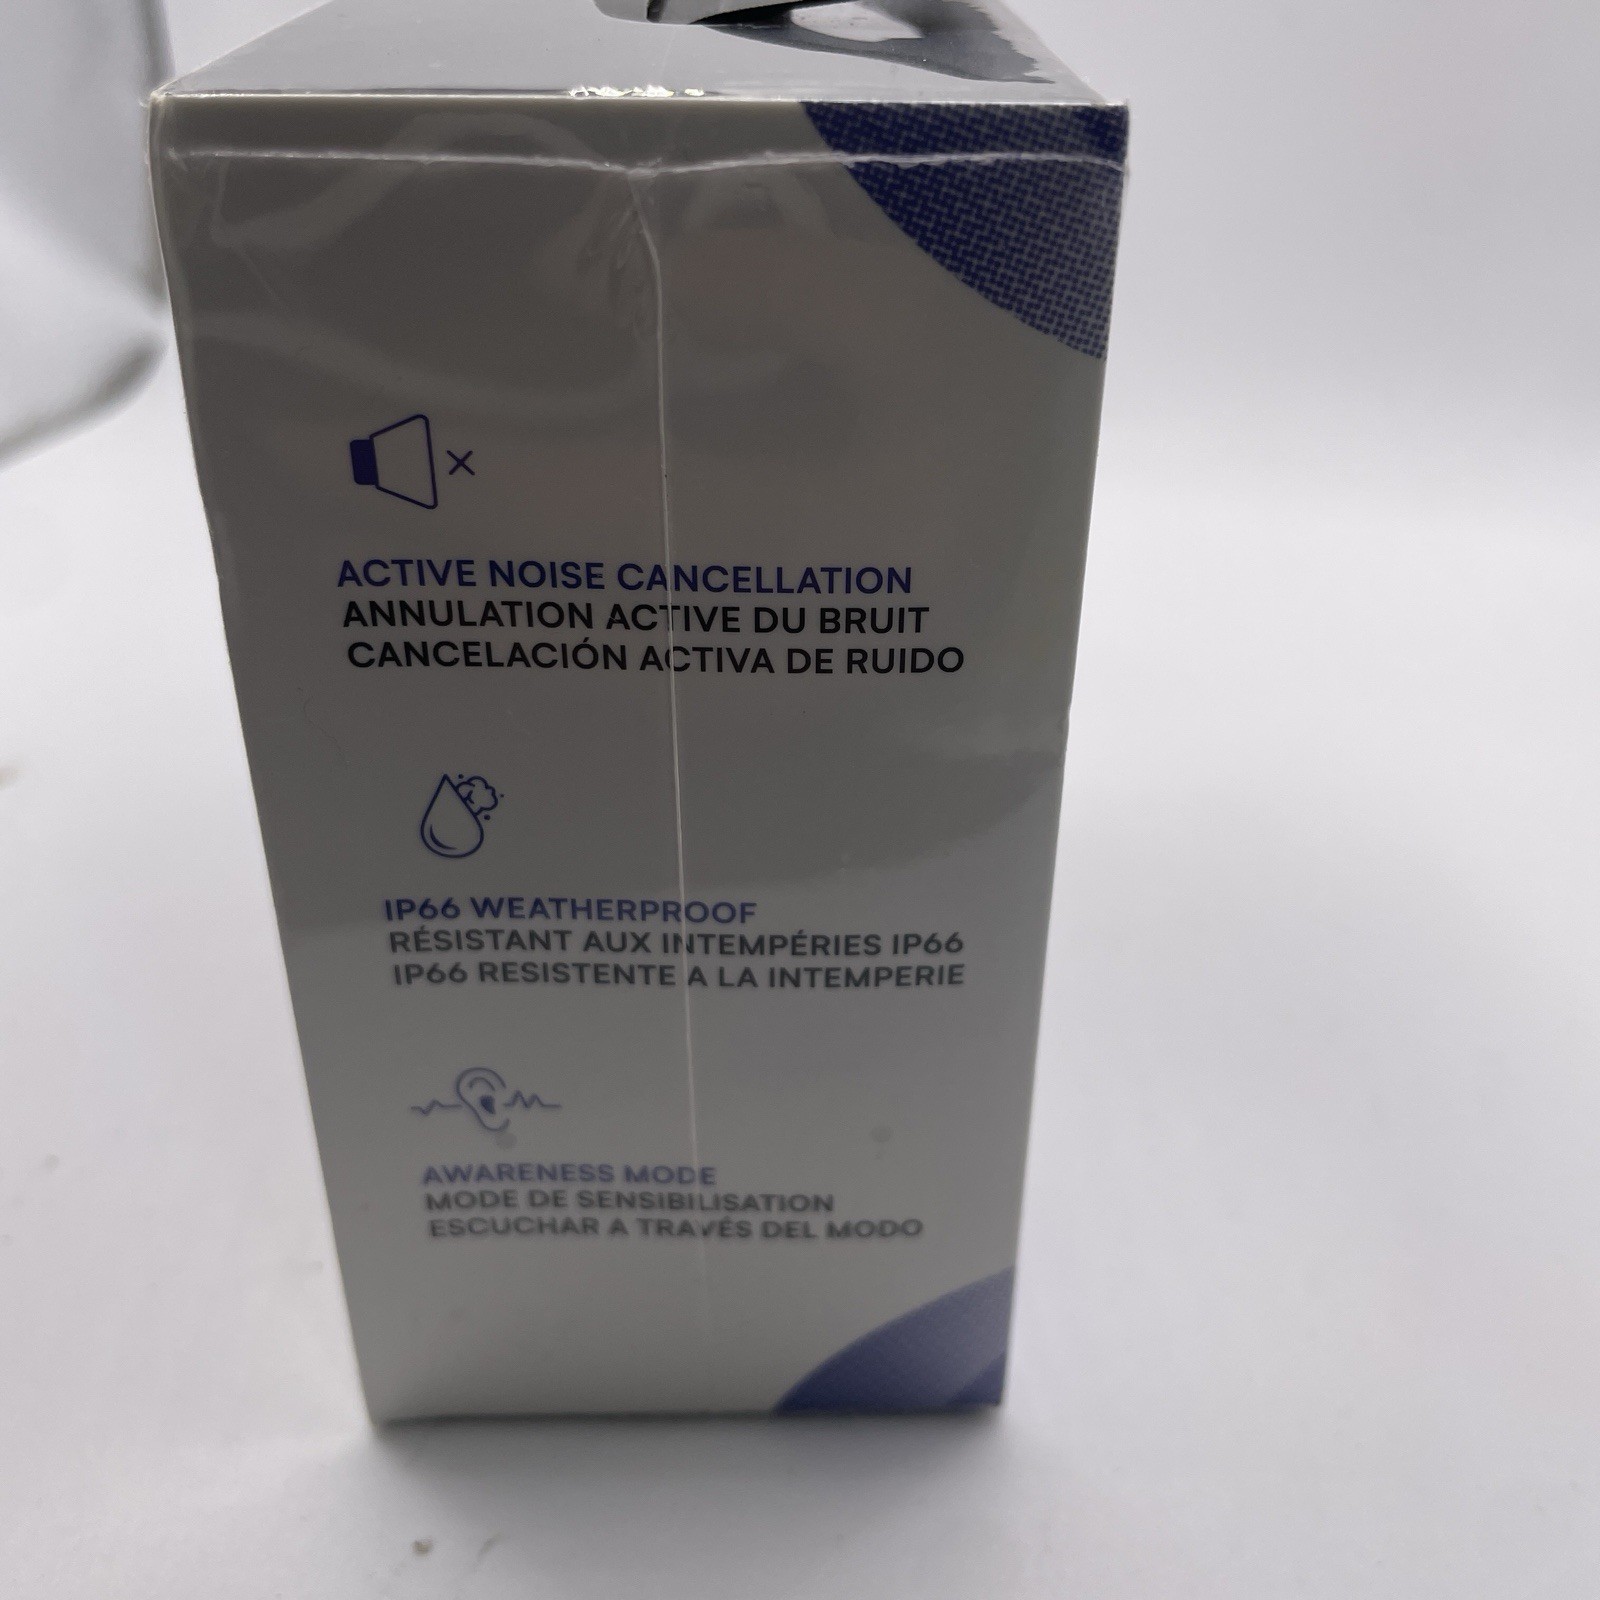 ACTIVE NOISE CANCELLATION
ANNULATION ACTIVE DU BRUIT
CANCELACIÓN ACTIVA DE RUIDO
IP66 WEATHERPROOF
RÉSISTANT AUX INTEMPÉRIES IP66
IP66 RESISTENTE A LA INTEMPERIE
AWARENESS MODE
MODE DE SENSIBILISATION
ESCUCHAR A TRAVÉS DEL MODO